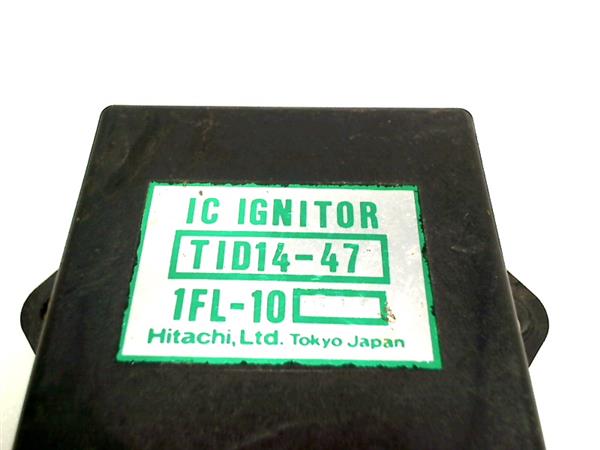 IC IGNITOR
TID14-47
1FL-10
Hitachi, Ltd. Tokyo Japan